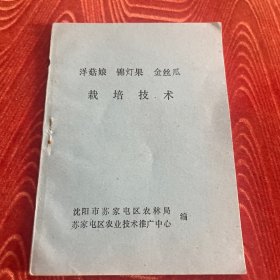 洋菇娘 锦灯果 金丝瓜
栽培技术
沈阳市苏家屯区农林局
苏家屯区农业技术推广中心 编